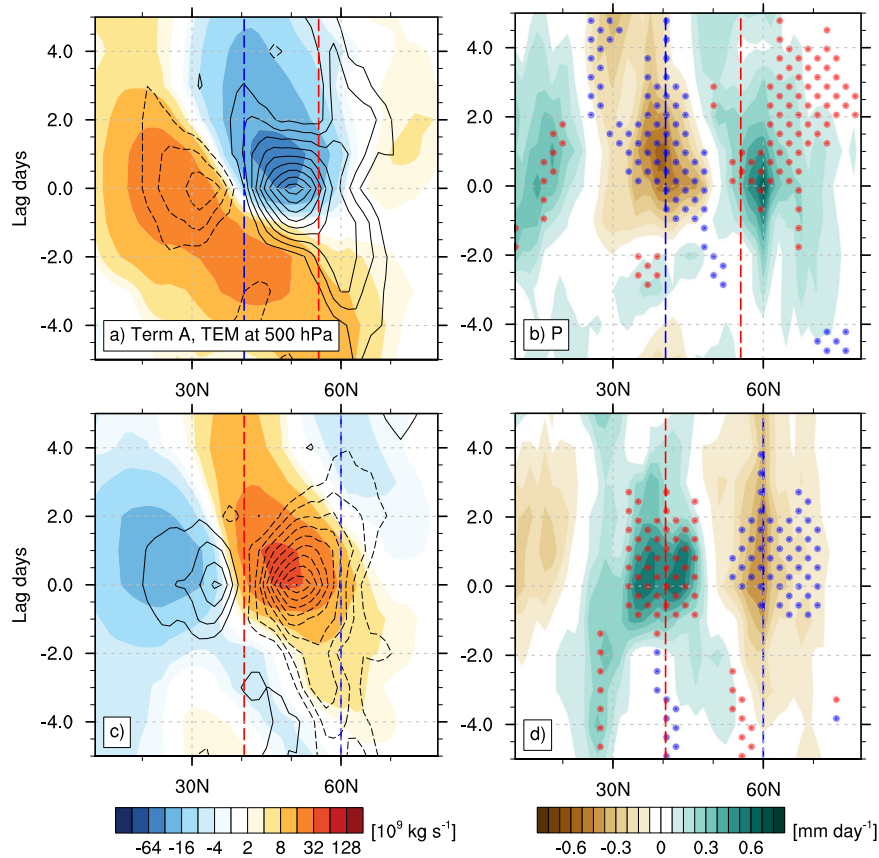 4.0
2.0
0.0
-2.0
-4.0
Lag days
a) Term A, TEM at 500 hPa
30N
60N
4.0
2.0
0.0
-2.0
-4.0
b) P
30N
60N
4.0
2.0
0.0
-2.0
-4.0
Lag days
c)
30N
60N
4.0
2.0
0.0
-2.0
-4.0
d)
30N
60N
-64 -16 -4 2 8 32 128
[10⁹ kg s⁻¹]
-0.6 -0.3 0 0.3 0.6
[mm day⁻¹]